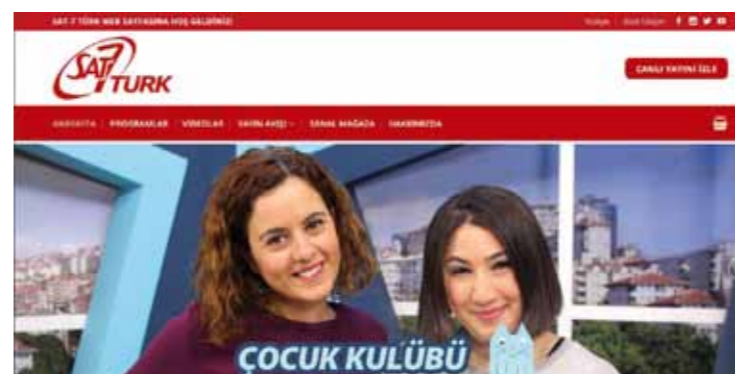 SAT-7 TÜRK WEB SAYFASINA HOŞ GELDİNİZ!
SAT7 TURK
CANLI YAYINI İZLE
ANASAYFA PROGRAMLAR VIDEOLAR YAYIN AKIŞI SANAL MAĞAZA HAKKIMIZDA
ÇOCUK KULÜBÜ